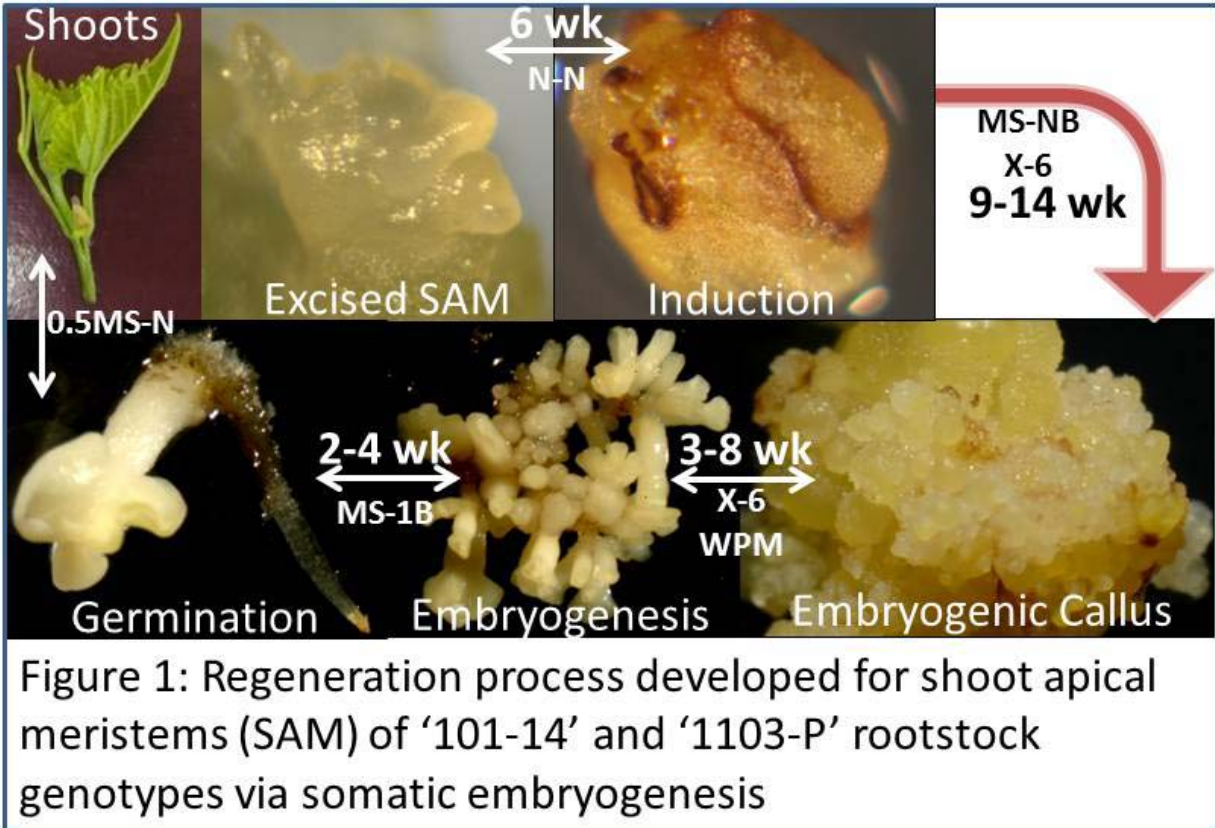 Shoots
6 wk
N-N
Excised SAM
Induction
MS-NB
X-6
9-14 wk
0.5MS-N
2-4 wk
MS-1B
3-8 wk
X-6
WPM
Germination
Embryogenesis
Embryogenic Callus
Figure 1: Regeneration process developed for shoot apical
meristems (SAM) of ‘101-14’ and ‘1103-P’ rootstock
genotypes via somatic embryogenesis